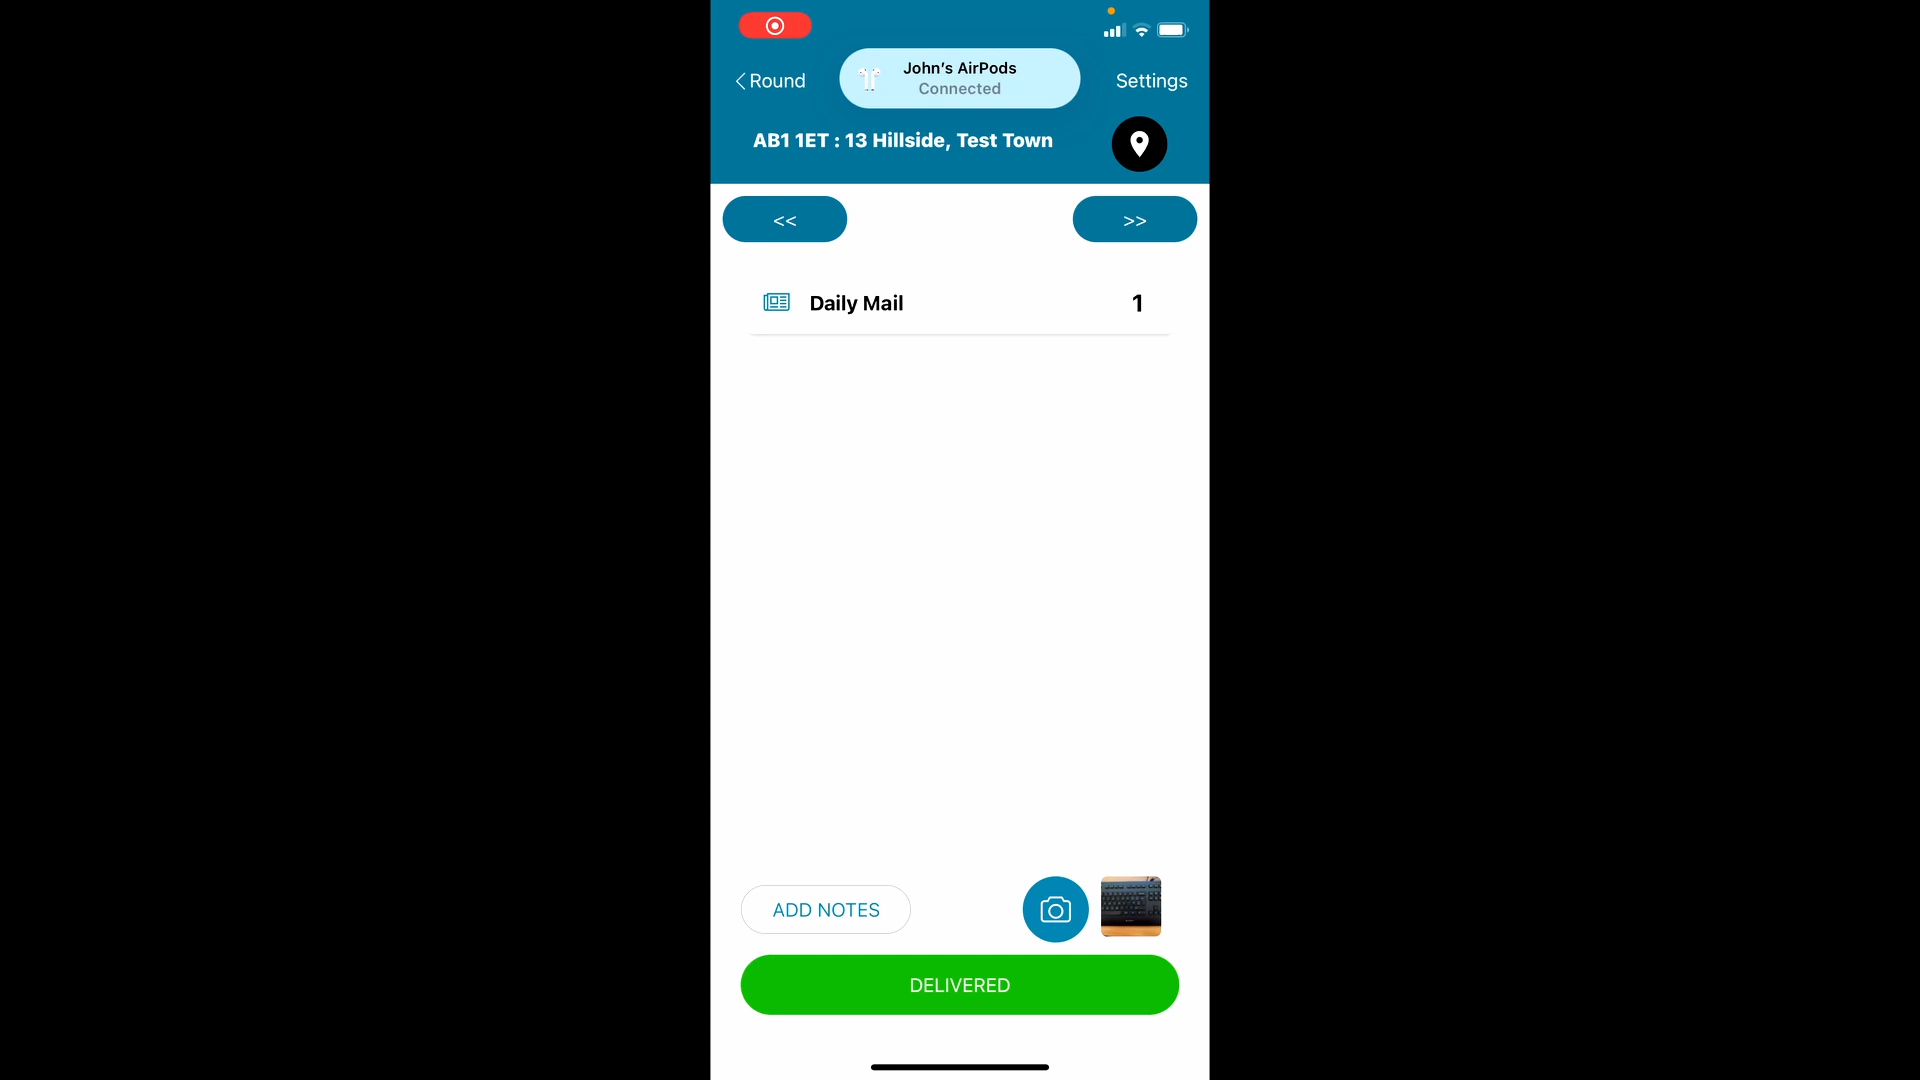 John's AirPods
Connected
Round
Settings
AB1 1ET : 13 Hillside, Test Town
<<
>>
Daily Mail
1
ADD NOTES
DELIVERED